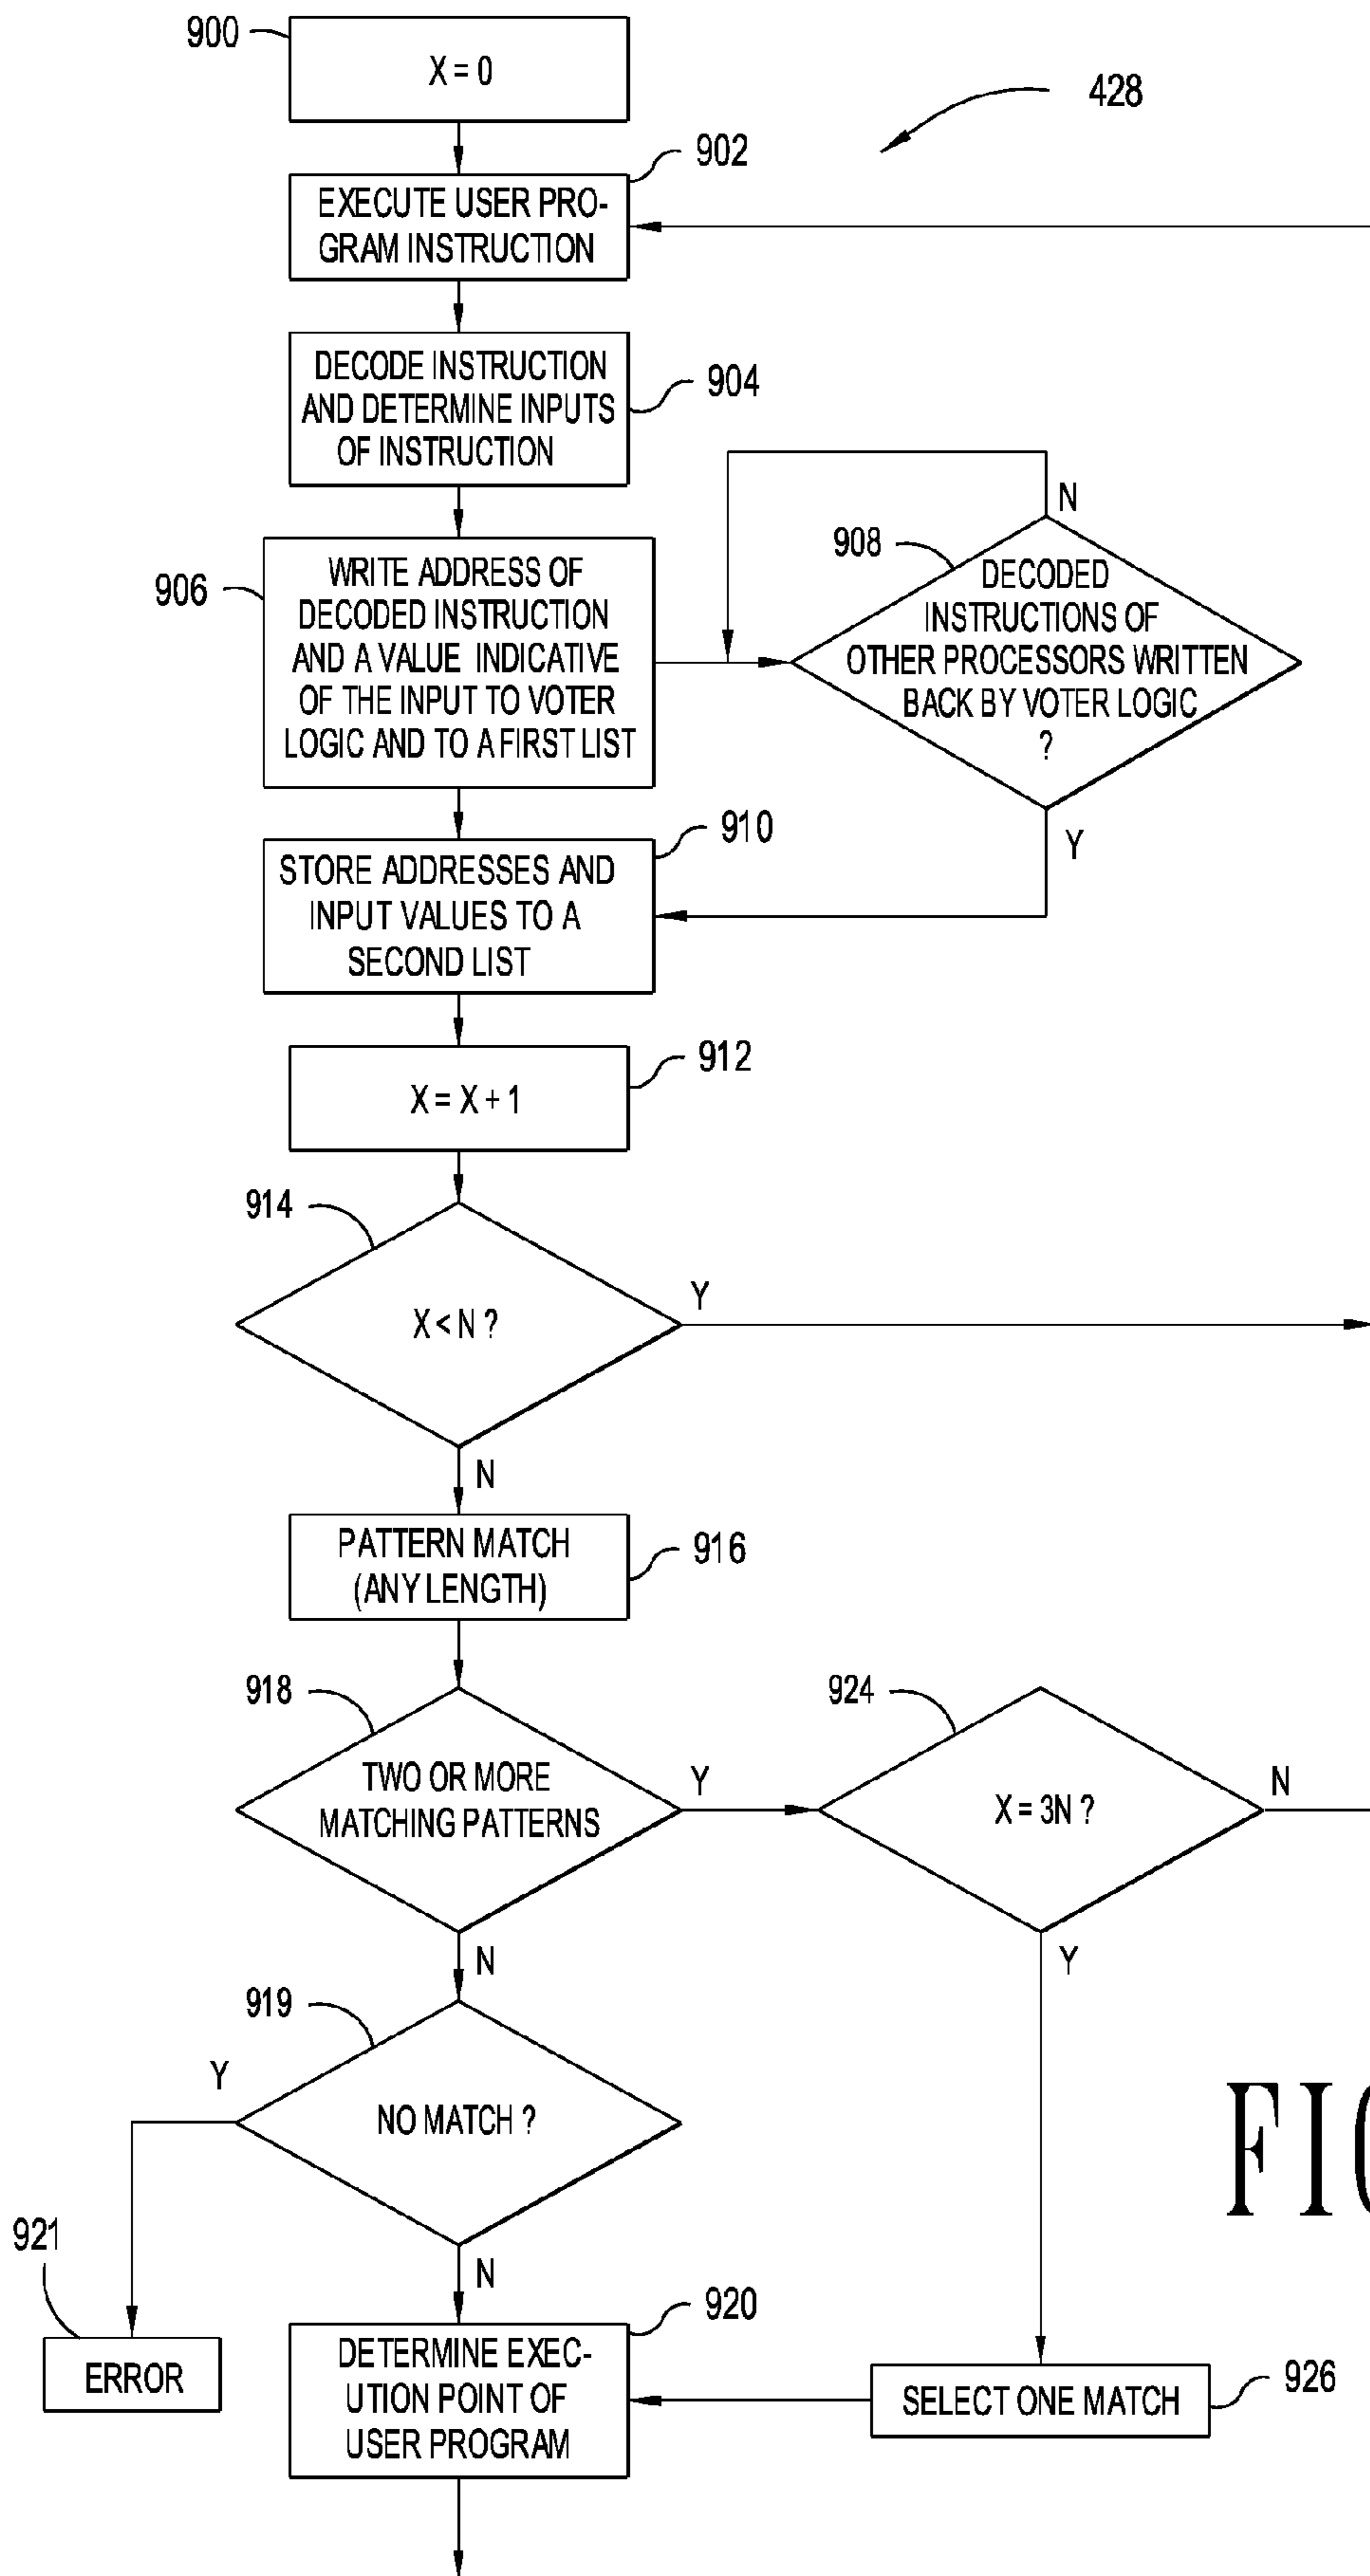 900
X = 0
428
902
EXECUTE USER PRO-
GRAM INSTRUCTION
DECODE INSTRUCTION
AND DETERMINE INPUTS
OF INSTRUCTION
904
N
908
906
WRITE ADDRESS OF
DECODED INSTRUCTION
AND A VALUE INDICATIVE
OF THE INPUT TO VOTER
LOGIC AND TO A FIRST LIST
DECODED
INSTRUCTIONS OF
OTHER PROCESSORS WRITTEN
BACK BY VOTER LOGIC
?
Y
910
STORE ADDRESSES AND
INPUT VALUES TO A
SECOND LIST
912
X = X + 1
914
X < N ?
Y
N
PATTERN MATCH
(ANY LENGTH)
916
918
TWO OR MORE
MATCHING PATTERNS
Y
924
X = 3N ?
N
N
Y
919
Y
NO MATCH ?
N
921
ERROR
920
DETERMINE EXEC-
UTION POINT OF
USER PROGRAM
SELECT ONE MATCH
926